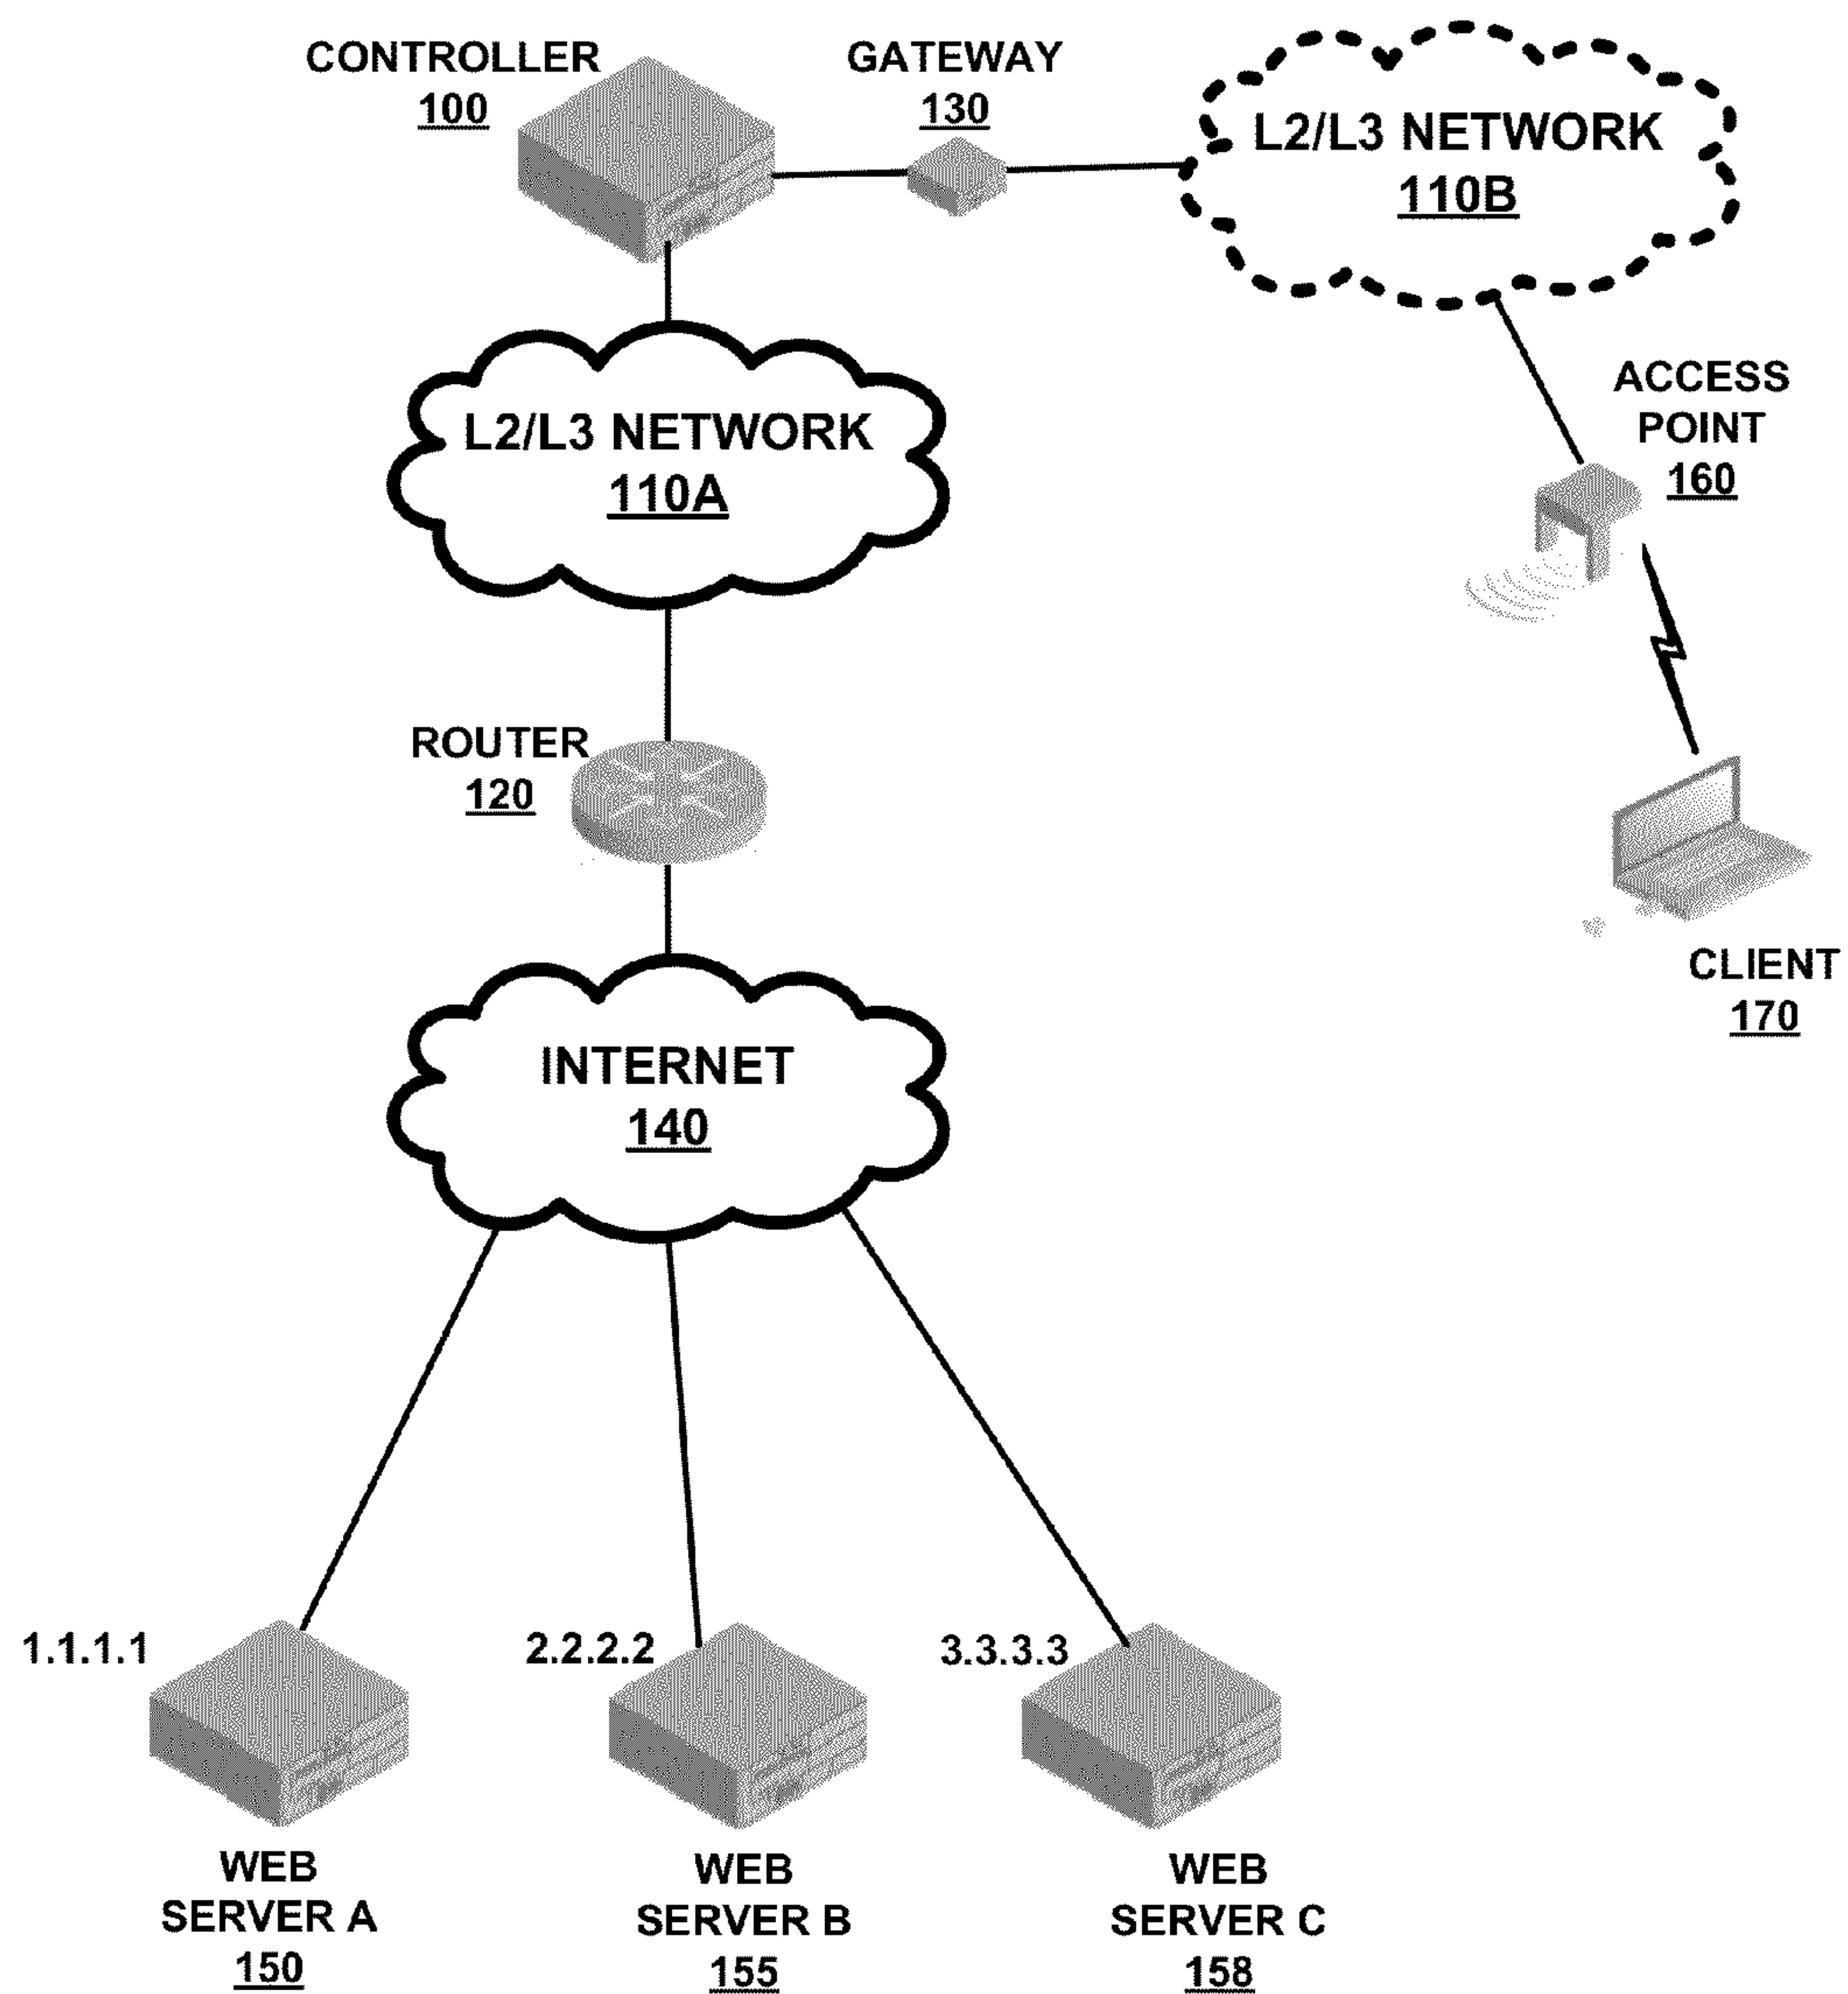 CONTROLLER
100
GATEWAY
130
L2/L3 NETWORK
110B
L2/L3 NETWORK
110A
ACCESS
POINT
160
ROUTER
120
CLIENT
170
INTERNET
140
1.1.1.1
2.2.2.2
3.3.3.3
WEB
SERVER A
150
WEB
SERVER B
155
WEB
SERVER C
158